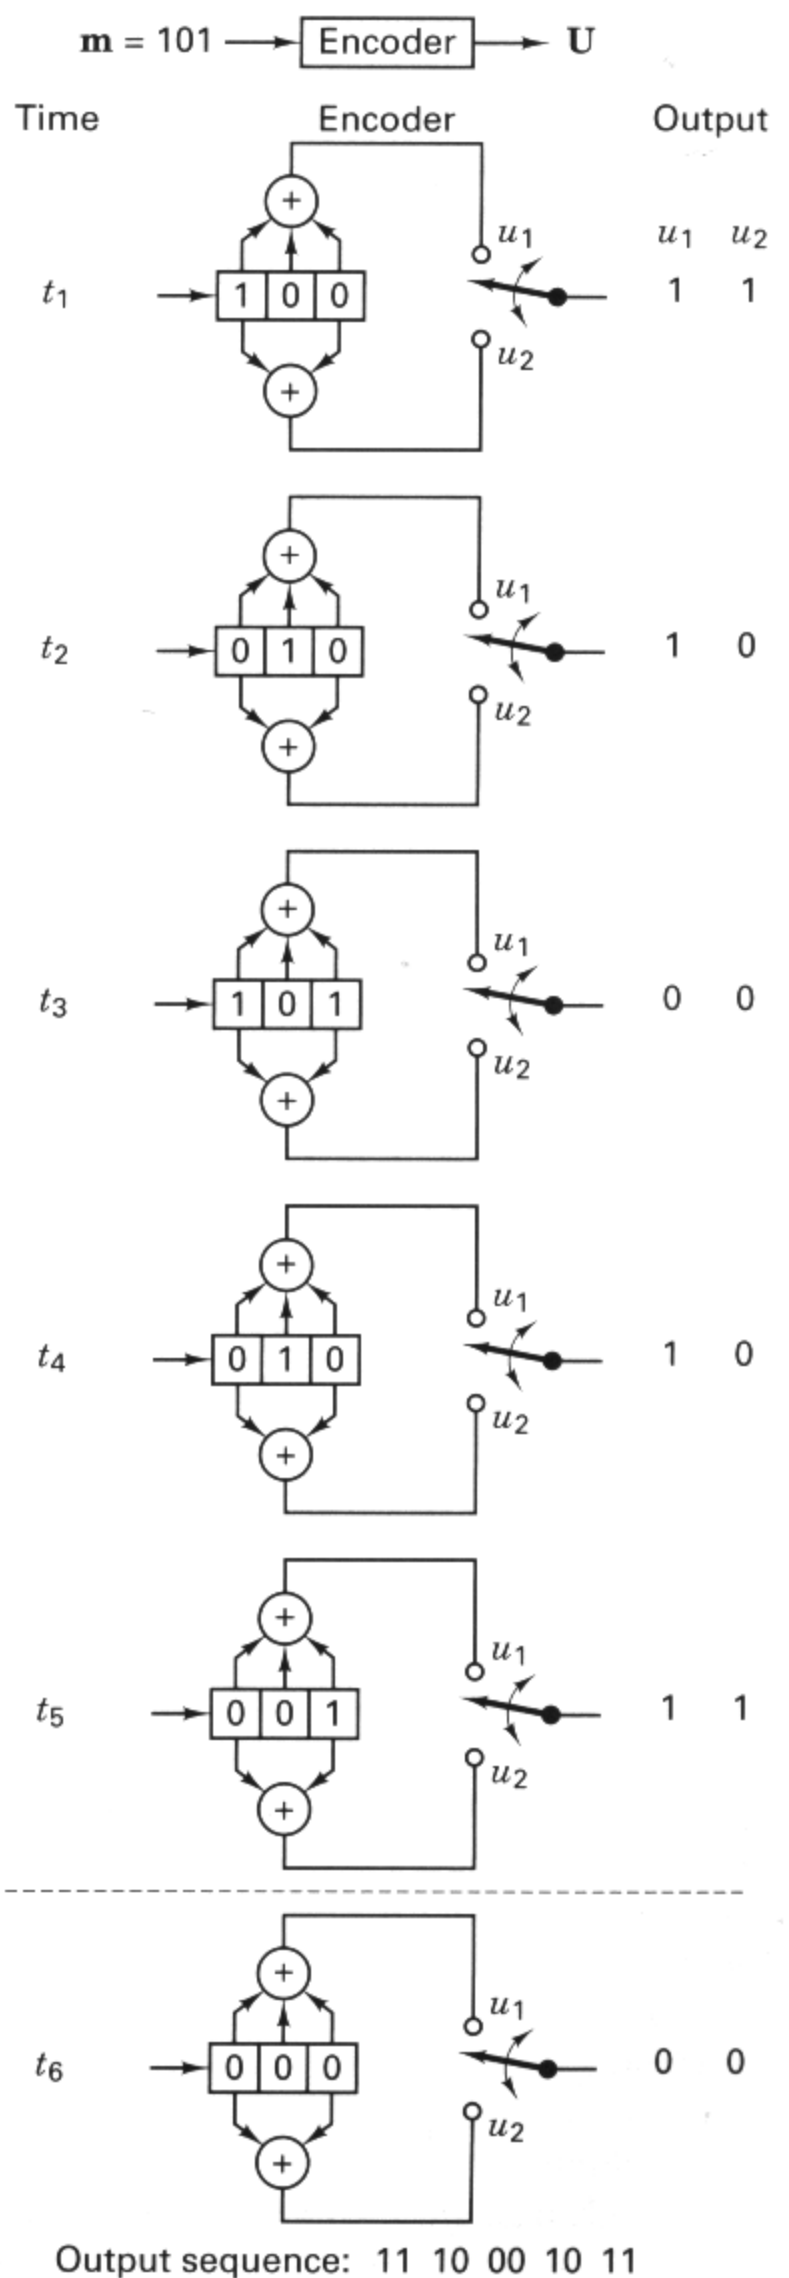 m = 101 Encoder U
Time Encoder Output
+
u1 u1 u2
t1 1 0 0 1 1
u2
+
+
u1
t2 0 1 0 1 0
u2
+
+
u1
t3 1 0 1 0 0
u2
+
+
u1
t4 0 1 0 1 0
u2
+
+
u1
t5 0 0 1 1 1
u2
+
+
u1
t6 0 0 0 0 0
u2
+
Output sequence: 11 10 00 10 11